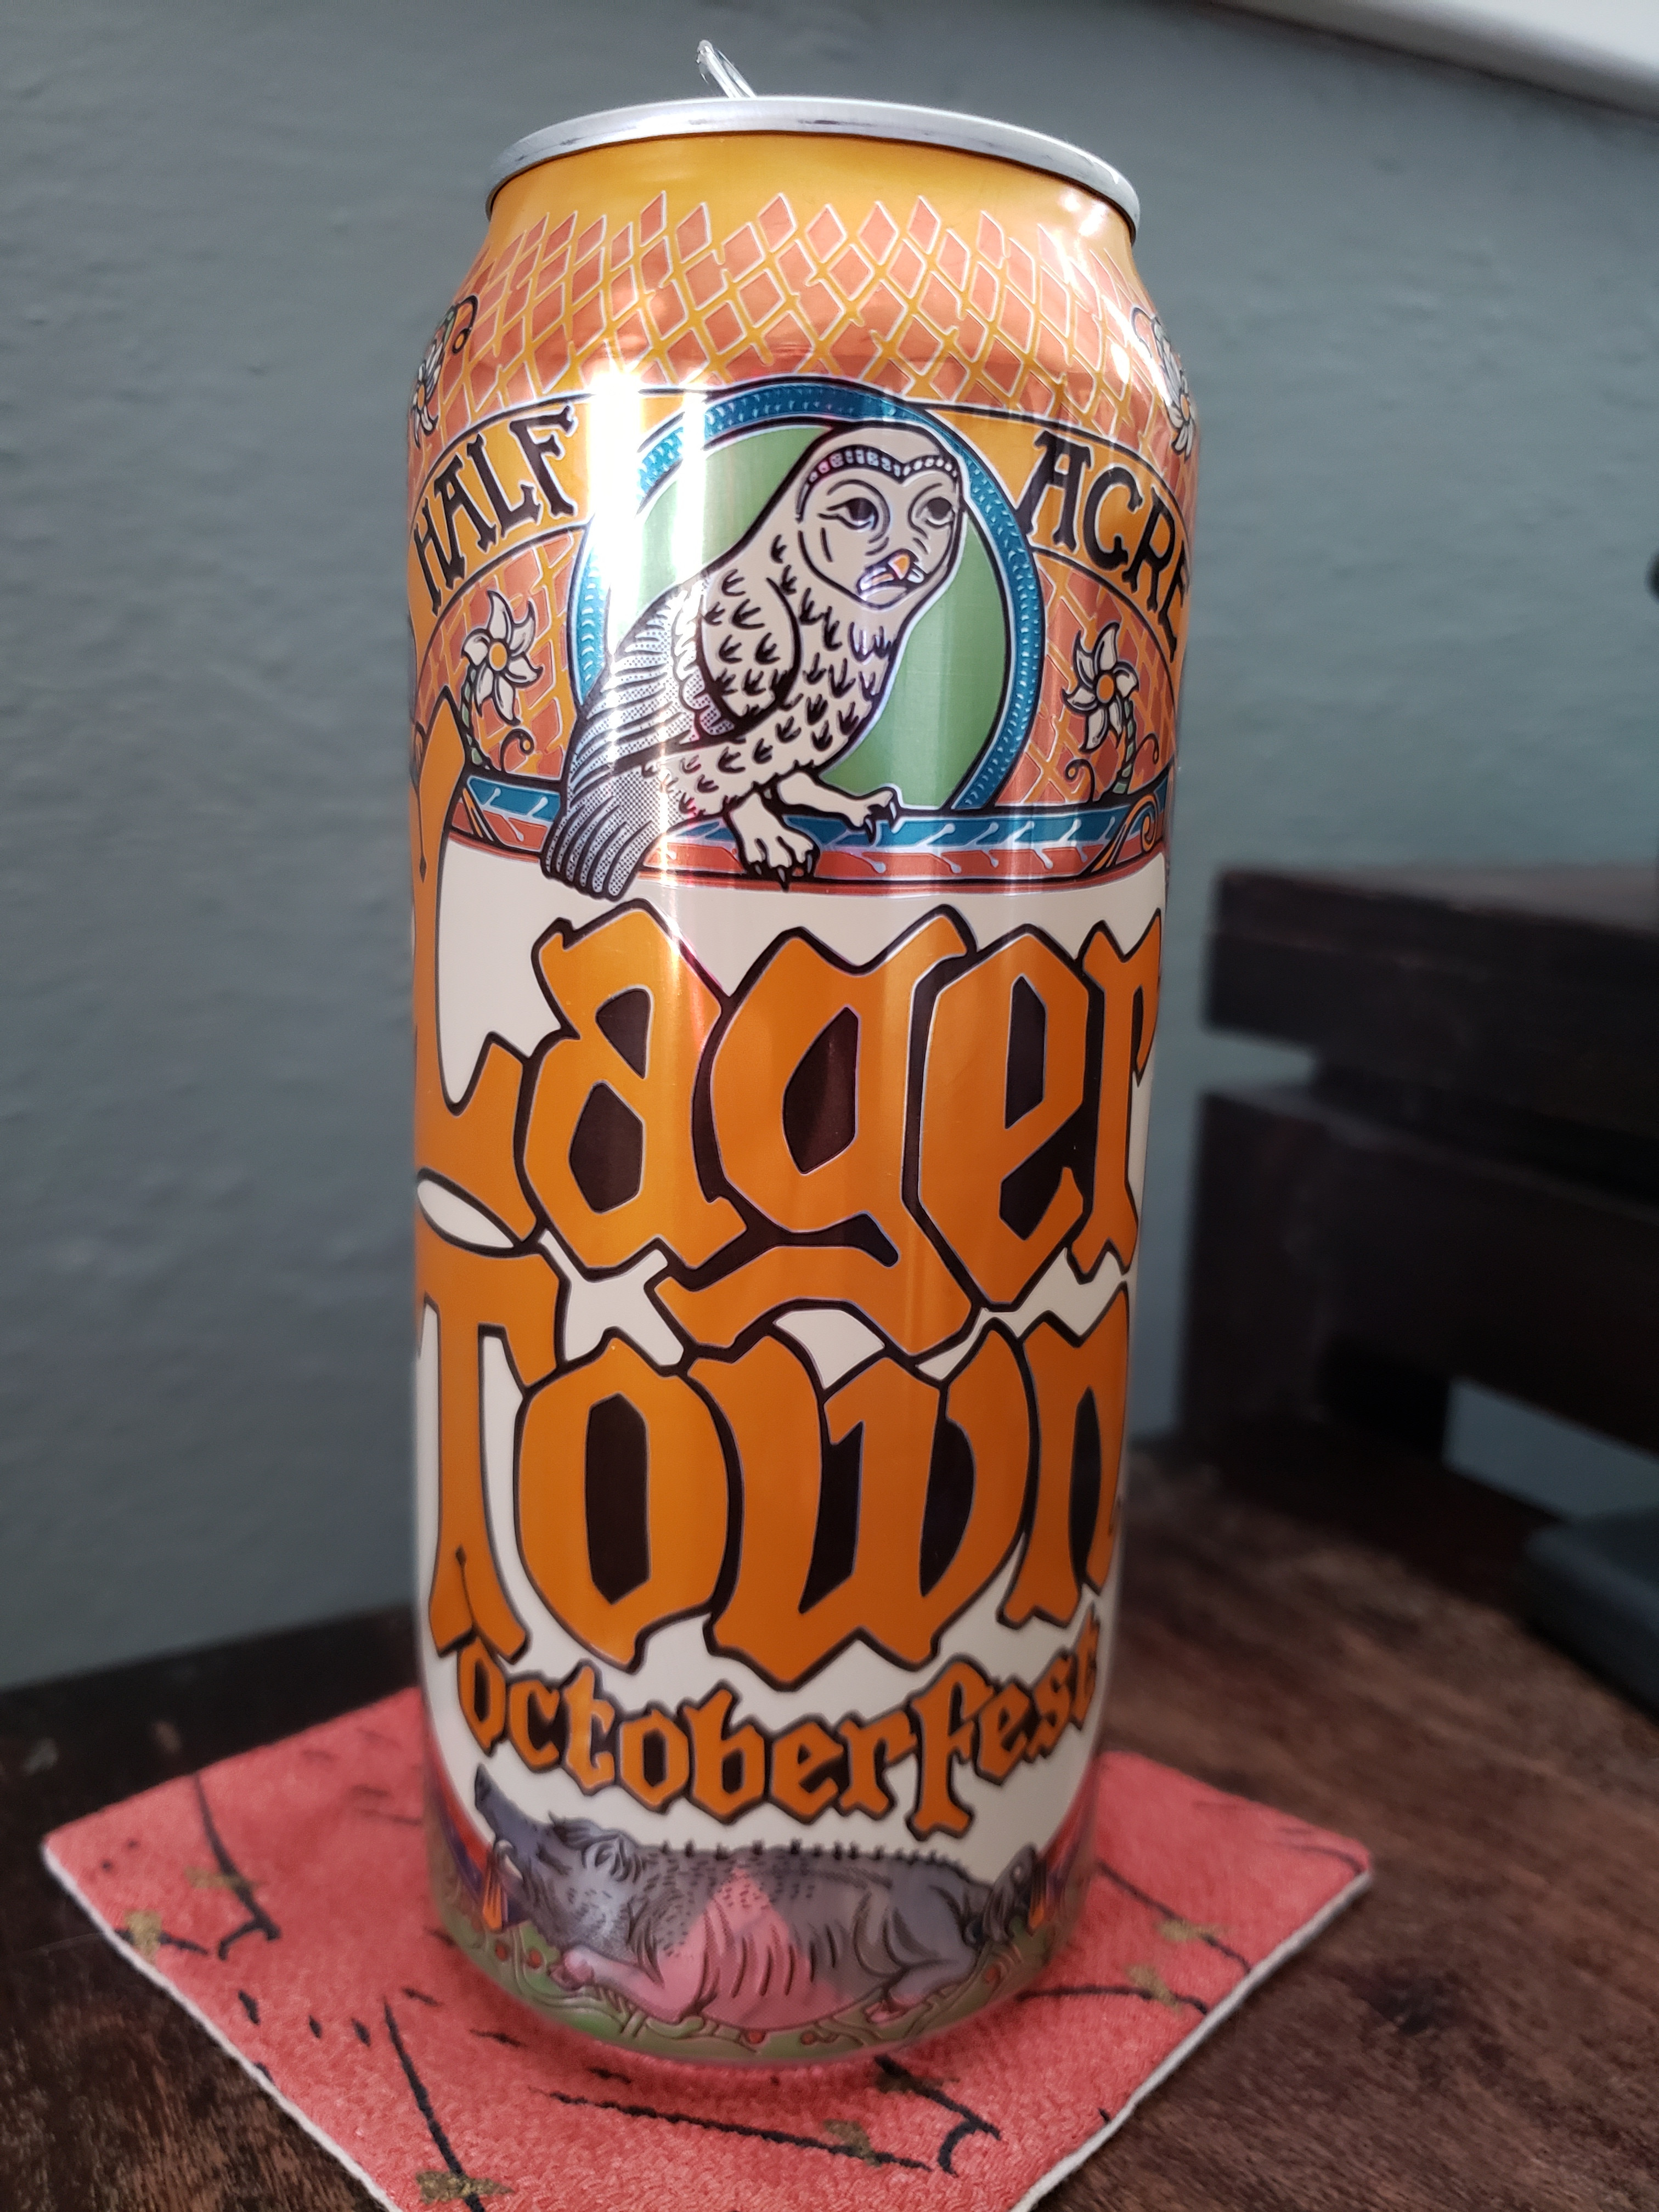 HALF ACRE
Lager
Town
octoberfest